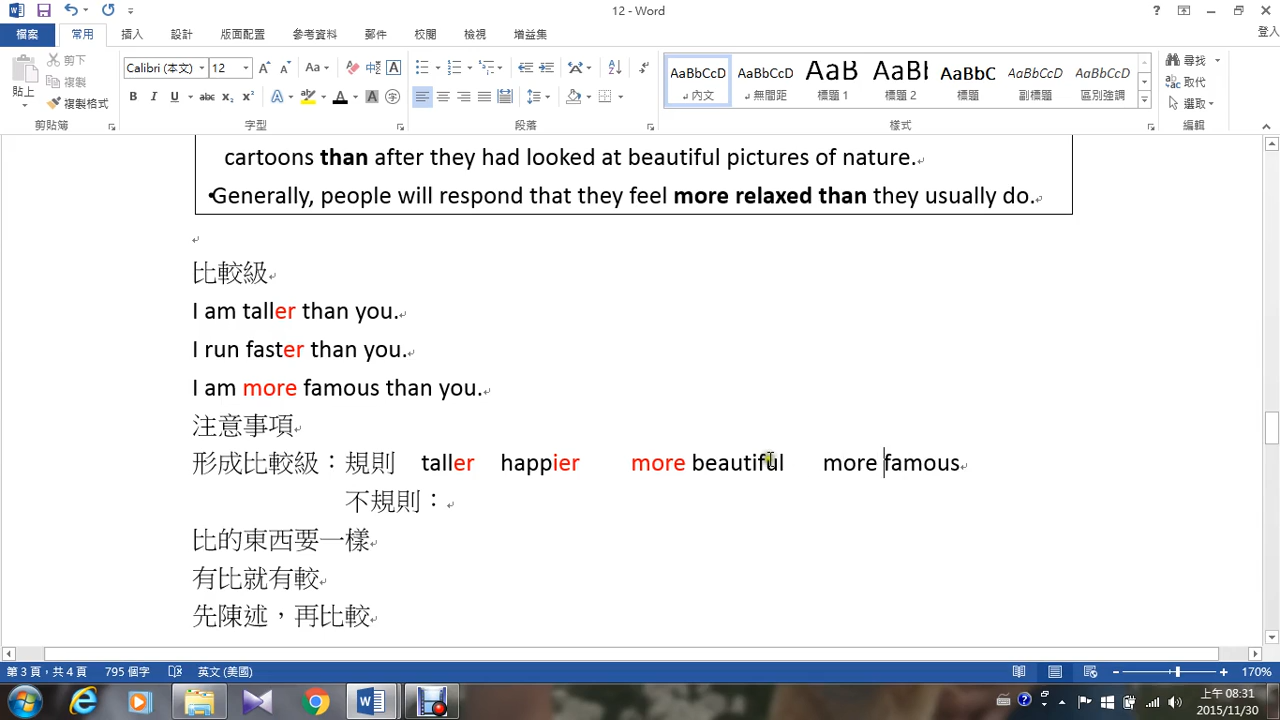 12 - Word
登入
檔案 常用 插入 設計 版面配置 參考資料 郵件 校閱 檢視 增益集
貼上 剪下 複製 複製格式 剪貼簿
Calibri (本文) 12 字型
段落
AaBbCcD 內文 AaBbCcD 無間距 AaB 標題 1 AaBb 標題 2 AaBbC 標題 AaBbCcD 副標題 AaBbCcD 區別強調 樣式
尋找 取代 選取 編輯
cartoons than after they had looked at beautiful pictures of nature.
•Generally, people will respond that they feel more relaxed than they usually do.
比較級
I am taller than you.
I run faster than you.
I am more famous than you.
注意事項
形成比較級：規則 taller happier more beautiful more famous
不規則：
比的東西要一樣
有比就有較
先陳述，再比較
第 3 頁，共 4 頁 795 個字 英文 (美國) 170%
上午 08:31
2015/11/30